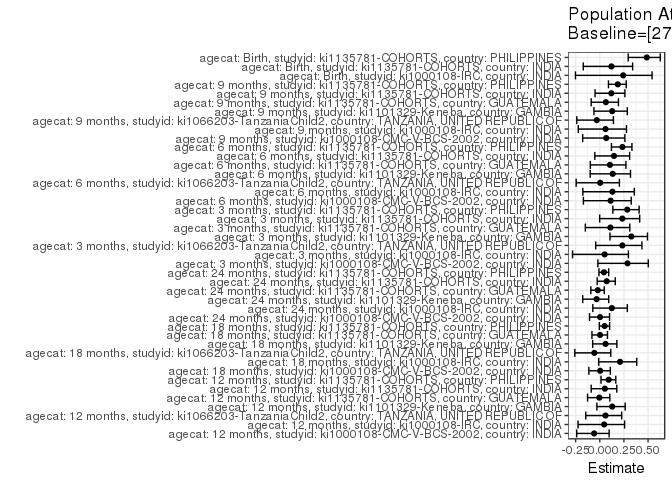 Population At
Baseline=[27
agecat: Birth, studyid: ki1135781-COHORTS, country: PHILIPPINES
agecat: Birth, studyid: ki1135781-COHORTS, country: INDIA
agecat: Birth, studyid: ki1000108-IRC, country: INDIA
agecat: 9 months, studyid: ki1135781-COHORTS, country: PHILIPPINES
agecat: 9 months, studyid: ki1135781-COHORTS, country: INDIA
agecat: 9 months, studyid: ki1135781-COHORTS, country: GUATEMALA
agecat: 9 months, studyid: ki1101329-Keneba, country: GAMBIA
agecat: 9 months, studyid: ki1066203-TanzaniaChild2, country: TANZANIA, UNITED REPUBLIC OF
agecat: 9 months, studyid: ki1000108-IRC, country: INDIA
agecat: 9 months, studyid: ki1000108-CMC-V-BCS-2002, country: INDIA
agecat: 6 months, studyid: ki1135781-COHORTS, country: PHILIPPINES
agecat: 6 months, studyid: ki1135781-COHORTS, country: INDIA
agecat: 6 months, studyid: ki1135781-COHORTS, country: GUATEMALA
agecat: 6 months, studyid: ki1101329-Keneba, country: GAMBIA
agecat: 6 months, studyid: ki1066203-TanzaniaChild2, country: TANZANIA, UNITED REPUBLIC OF
agecat: 6 months, studyid: ki1000108-IRC, country: INDIA
agecat: 6 months, studyid: ki1000108-CMC-V-BCS-2002, country: INDIA
agecat: 3 months, studyid: ki1135781-COHORTS, country: PHILIPPINES
agecat: 3 months, studyid: ki1135781-COHORTS, country: INDIA
agecat: 3 months, studyid: ki1135781-COHORTS, country: GUATEMALA
agecat: 3 months, studyid: ki1101329-Keneba, country: GAMBIA
agecat: 3 months, studyid: ki1066203-TanzaniaChild2, country: TANZANIA, UNITED REPUBLIC OF
agecat: 3 months, studyid: ki1000108-IRC, country: INDIA
agecat: 3 months, studyid: ki1000108-CMC-V-BCS-2002, country: INDIA
agecat: 24 months, studyid: ki1135781-COHORTS, country: PHILIPPINES
agecat: 24 months, studyid: ki1135781-COHORTS, country: INDIA
agecat: 24 months, studyid: ki1135781-COHORTS, country: GUATEMALA
agecat: 24 months, studyid: ki1101329-Keneba, country: GAMBIA
agecat: 24 months, studyid: ki1000108-IRC, country: INDIA
agecat: 24 months, studyid: ki1000108-CMC-V-BCS-2002, country: INDIA
agecat: 18 months, studyid: ki1135781-COHORTS, country: PHILIPPINES
agecat: 18 months, studyid: ki1135781-COHORTS, country: GUATEMALA
agecat: 18 months, studyid: ki1101329-Keneba, country: GAMBIA
agecat: 18 months, studyid: ki1066203-TanzaniaChild2, country: TANZANIA, UNITED REPUBLIC OF
agecat: 18 months, studyid: ki1000108-IRC, country: INDIA
agecat: 18 months, studyid: ki1000108-CMC-V-BCS-2002, country: INDIA
agecat: 12 months, studyid: ki1135781-COHORTS, country: PHILIPPINES
agecat: 12 months, studyid: ki1135781-COHORTS, country: INDIA
agecat: 12 months, studyid: ki1135781-COHORTS, country: GUATEMALA
agecat: 12 months, studyid: ki1101329-Keneba, country: GAMBIA
agecat: 12 months, studyid: ki1066203-TanzaniaChild2, country: TANZANIA, UNITED REPUBLIC OF
agecat: 12 months, studyid: ki1000108-IRC, country: INDIA
agecat: 12 months, studyid: ki1000108-CMC-V-BCS-2002, country: INDIA
-0.25 0.00 0.25 0.50
Estimate